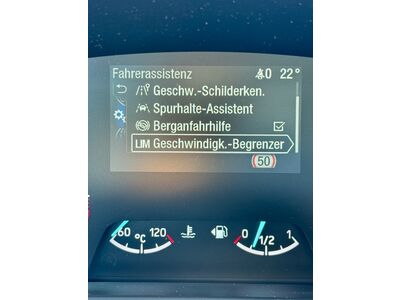 Fahrerassistenz 0 22°
Geschw.-Schilderken.
Spurhalte-Assistent
Berganfahrhilfe
LIM Geschwindigk.-Begrenzer
(50)
60 120 0 1
°C 1/2